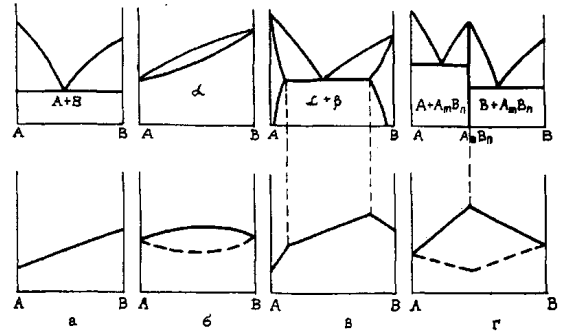 A+B
α
α+β
A+AmBn
B+AmBn
A B
A B
A B
A AmBn B
A B
A B
A B
A B
а
б
в
г